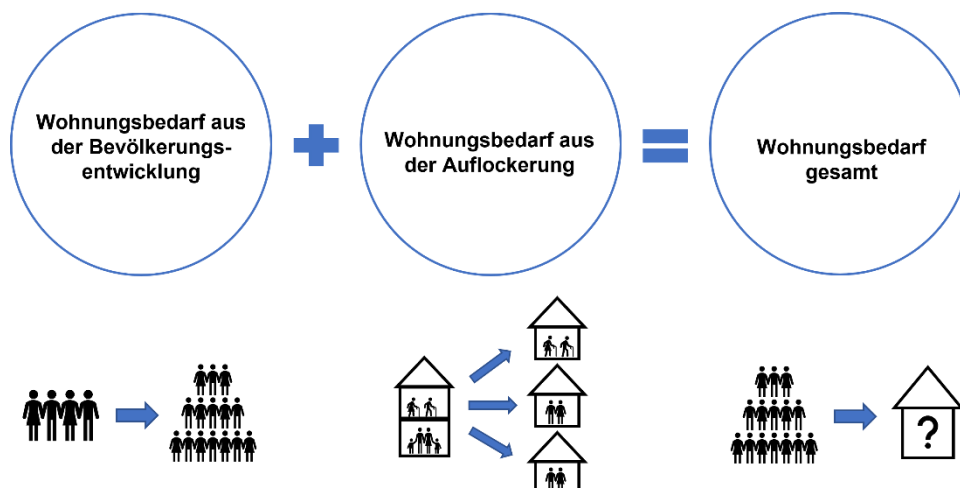 Wohnungsbedarf aus
der Bevölkerungs-
entwicklung
Wohnungsbedarf aus
der Auflockerung
Wohnungsbedarf
gesamt
?